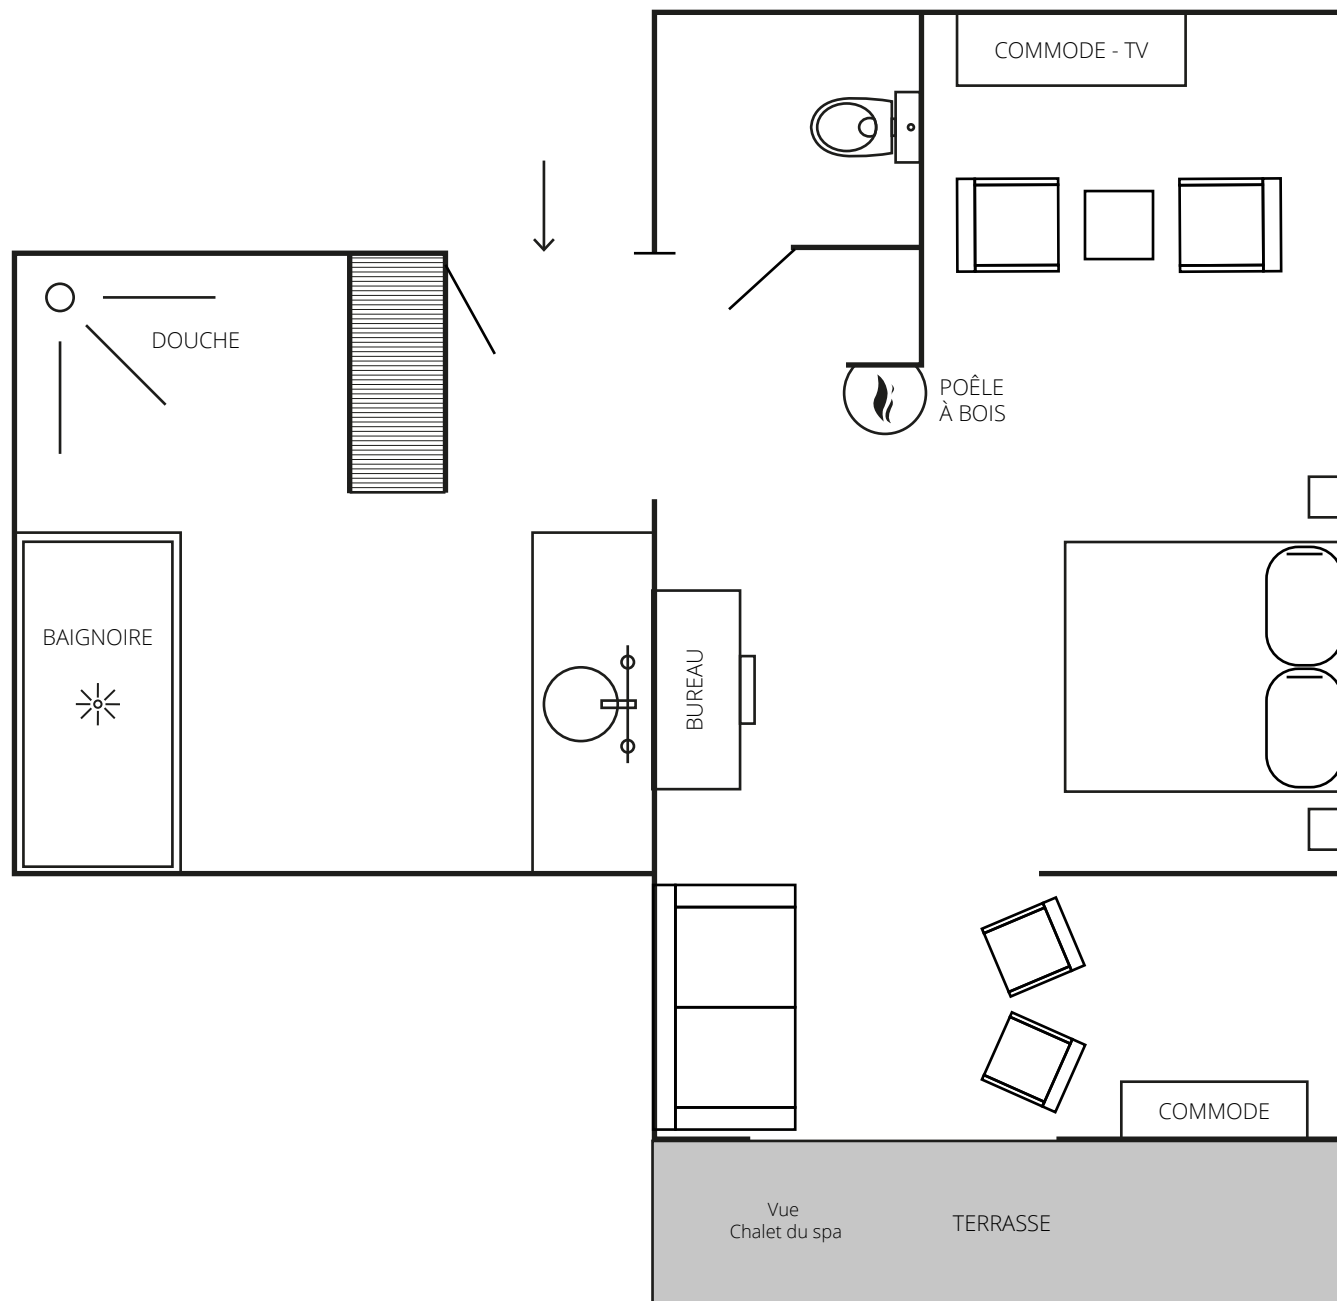 COMMODE - TV
DOUCHE
POÊLE
À BOIS
BAIGNOIRE
BUREAU
COMMODE
Vue
Chalet du spa
TERRASSE